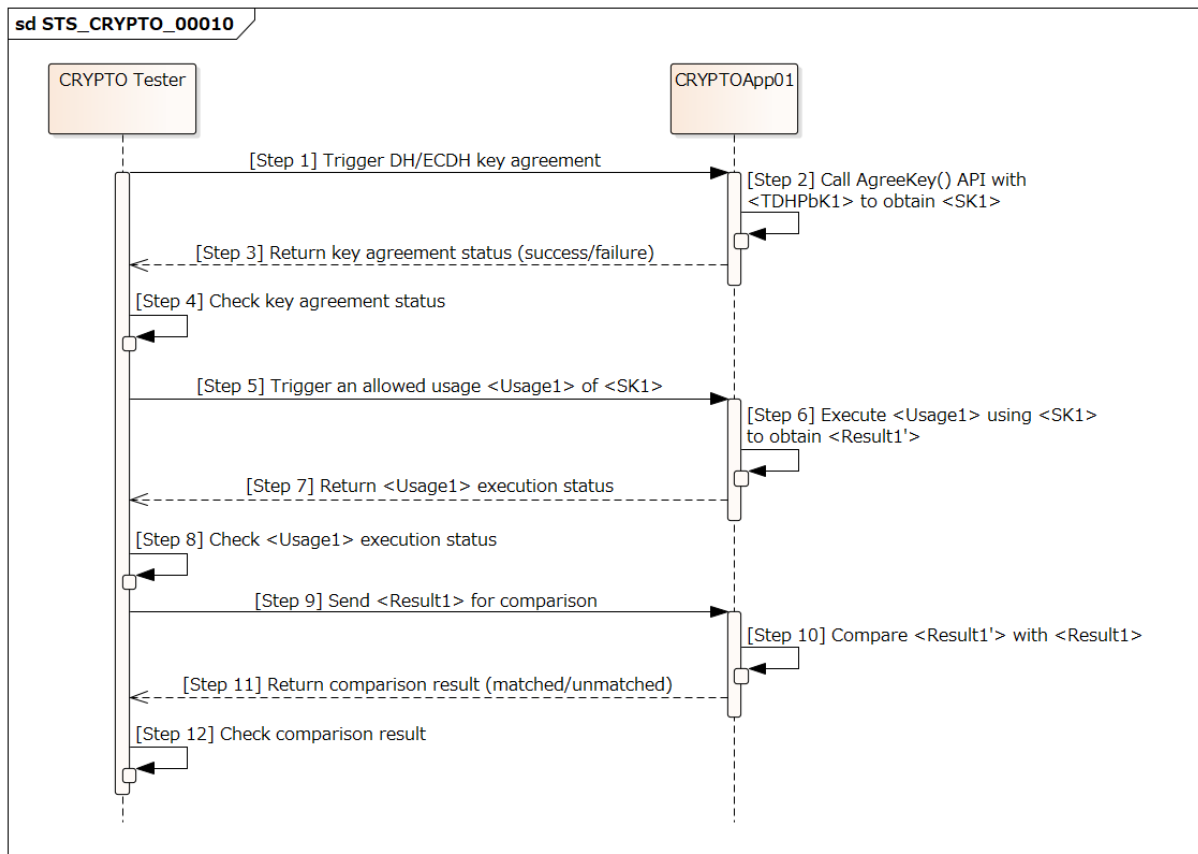 sd STS_CRYPTO_00010
CRYPTO Tester
CRYPTOApp01
[Step 1] Trigger DH/ECDH key agreement
[Step 2] Call AgreeKey() API with
<TDHPbK1> to obtain <SK1>
[Step 3] Return key agreement status (success/failure)
[Step 4] Check key agreement status
[Step 5] Trigger an allowed usage <Usage1> of <SK1>
[Step 6] Execute <Usage1> using <SK1>
to obtain <Result1'>
[Step 7] Return <Usage1> execution status
[Step 8] Check <Usage1> execution status
[Step 9] Send <Result1> for comparison
[Step 10] Compare <Result1'> with <Result1>
[Step 11] Return comparison result (matched/unmatched)
[Step 12] Check comparison result